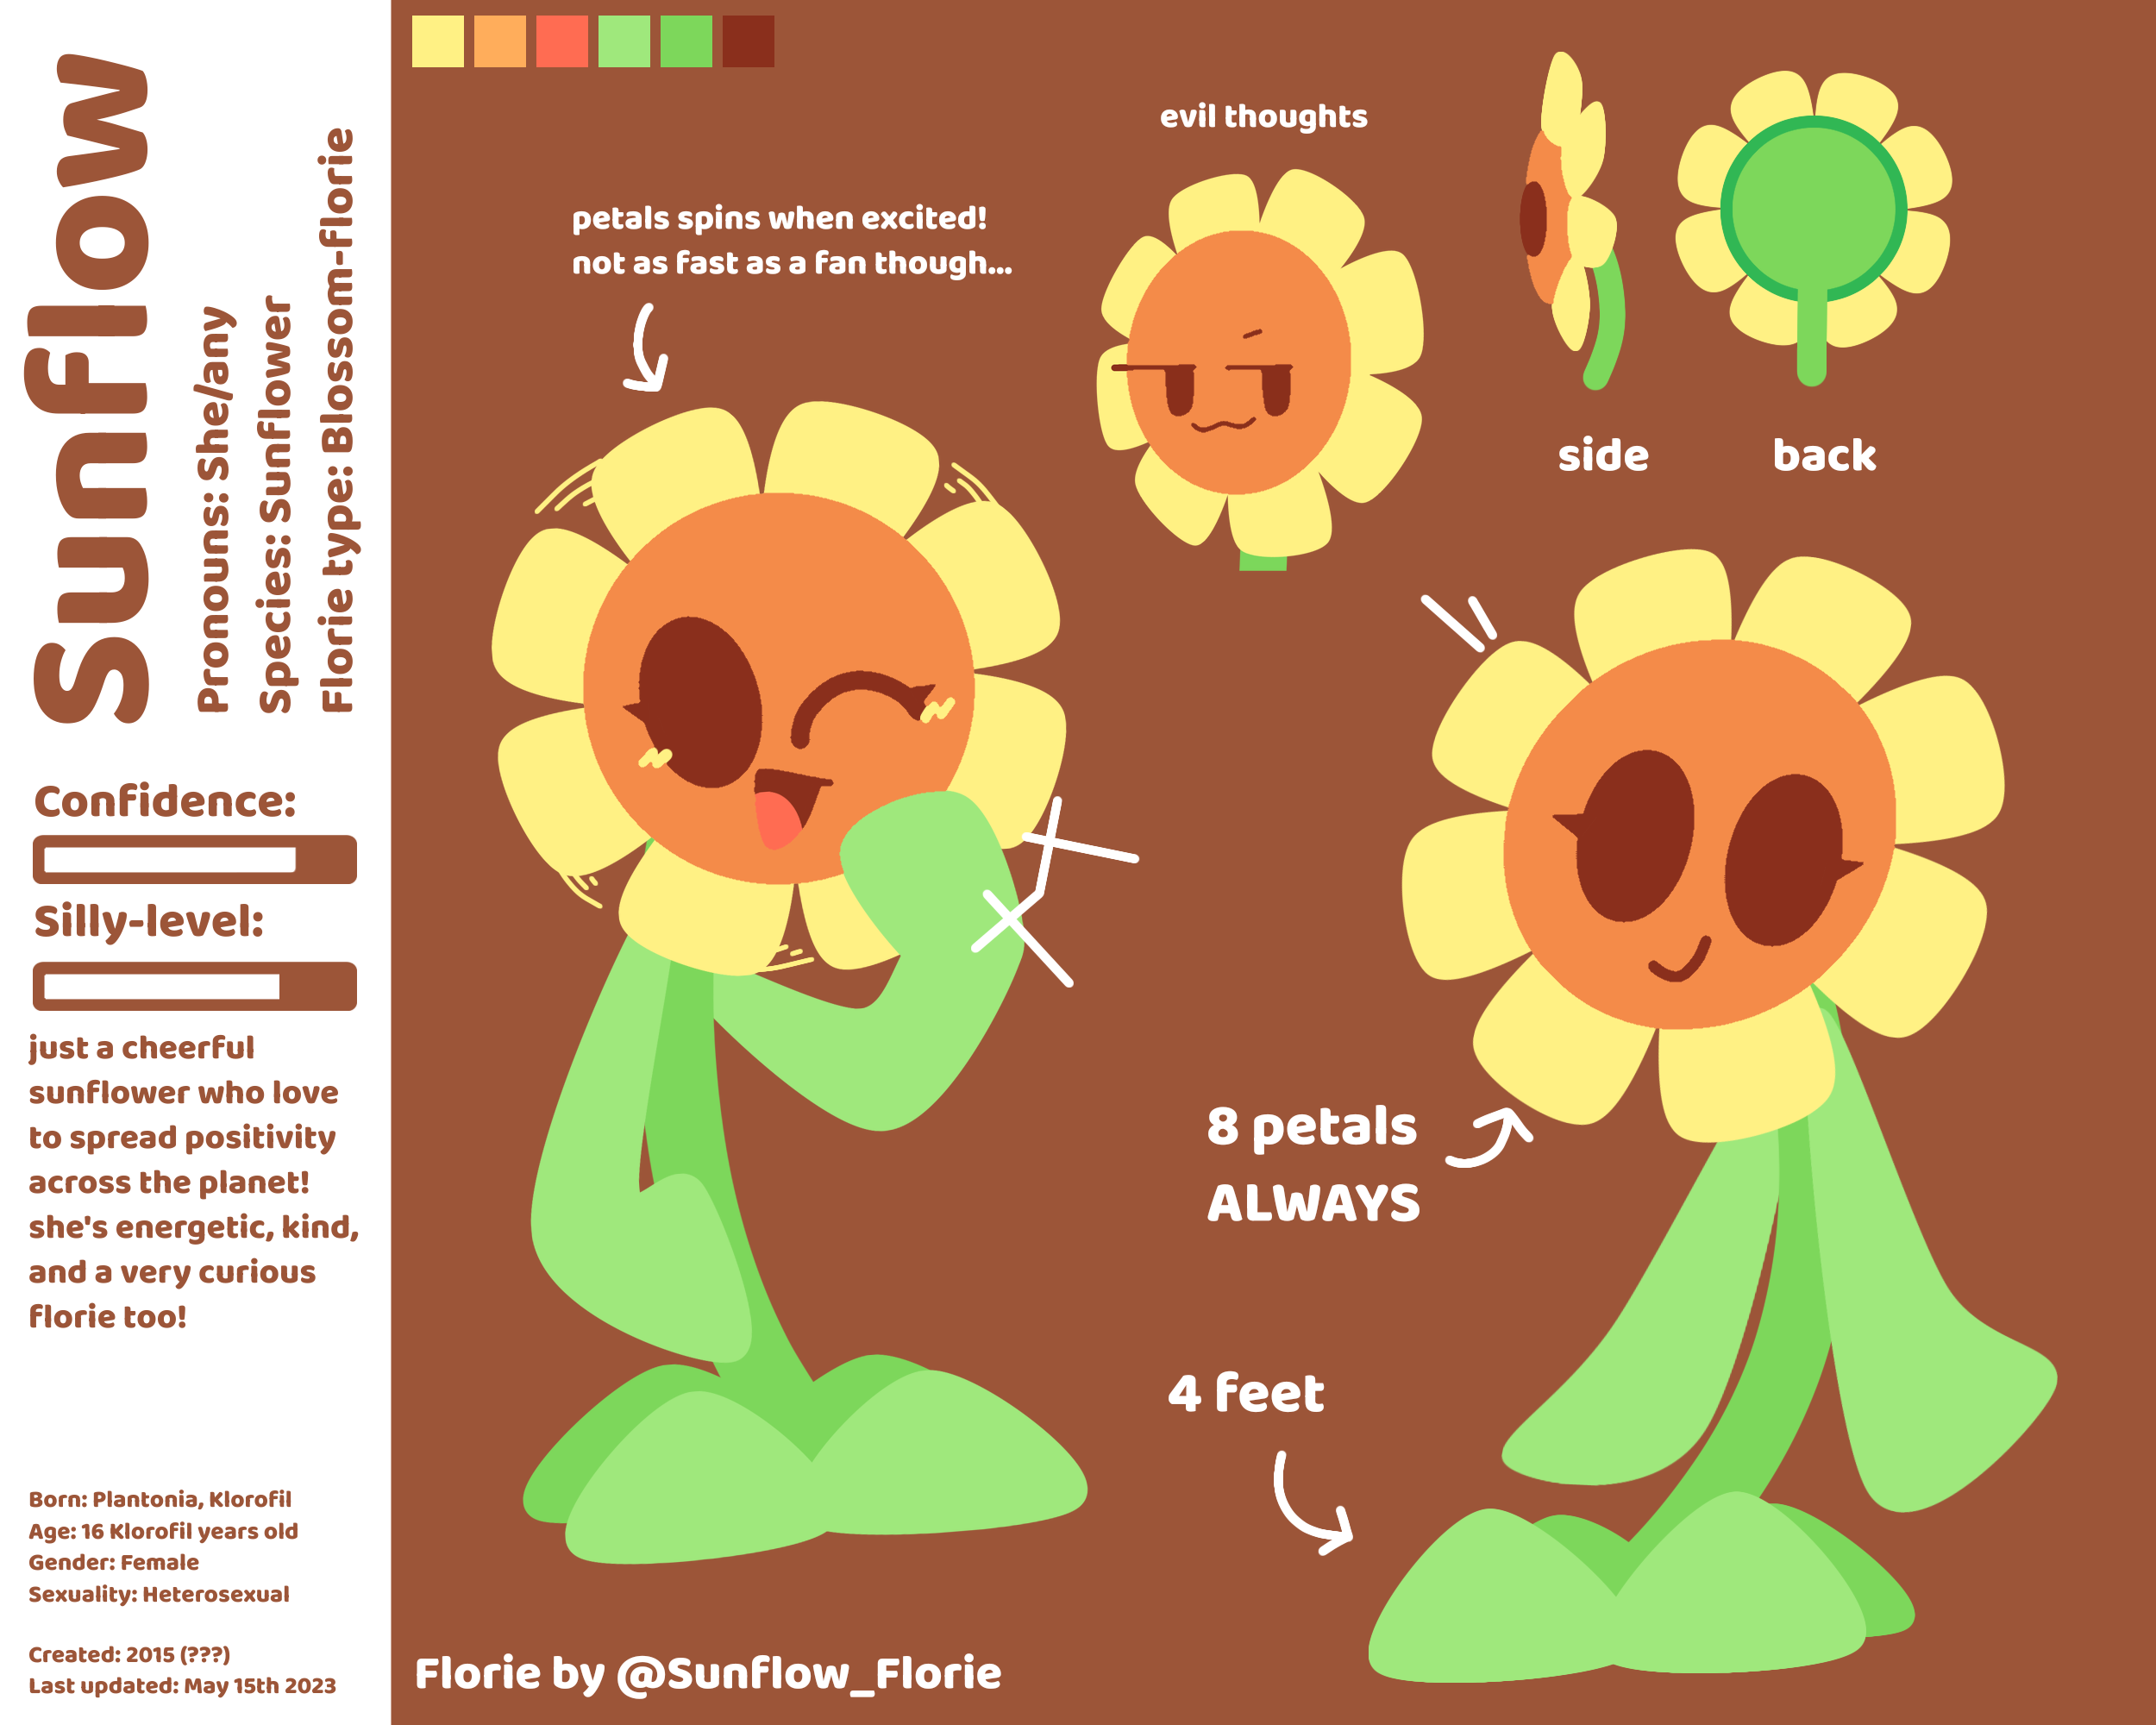 Sunflow
Pronouns: She/any
Species: Sunflower
Florie type: Blossom-florie
Confidence:
Silly-level:
just a cheerful
sunflower who love
to spread positivity
across the planet!
she's energetic, kind,
and a very curious
florie too!
Born: Plantonia, Klorofil
Age: 16 Klorofil years old
Gender: Female
Sexuality: Heterosexual
Created: 2015 (???)
Last updated: May 15th 2023
petals spins when excited!
not as fast as a fan though...
evil thoughts
side
back
8 petals
ALWAYS
4 feet
Florie by @Sunflow_Florie